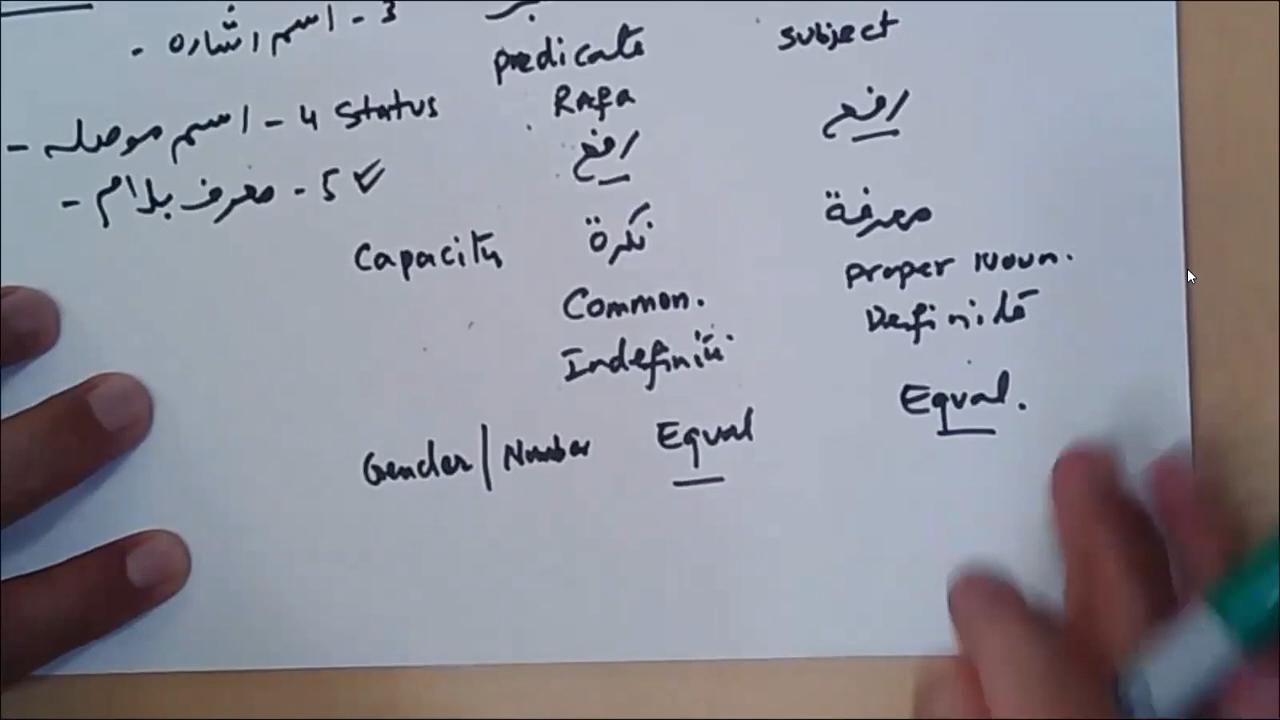 3 - اسم اشاره -
predicate subject
4 - اسم موصله - Status Rafa
رفع رفع
5 - معرف بلام -
Capacity نكرة معرفة
Common. proper Noun.
Indefinit Definite
Gender | Number Equal Equal.